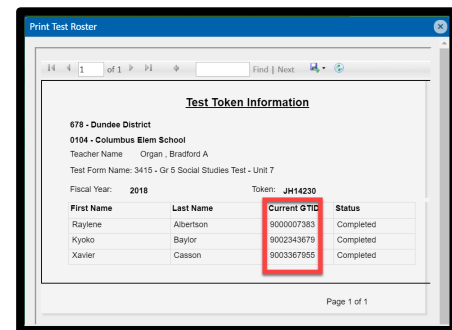 Print Test Roster
1 of 1 Find | Next
Test Token Information
678 - Dundee District
0104 - Columbus Elem School
Teacher Name Organ , Bradford A
Test Form Name: 3415 - Gr 5 Social Studies Test - Unit 7
Fiscal Year: 2018 Token: JH14230
First Name Last Name Current GTID Status
Raylene Albertson 9000007383 Completed
Kyoko Baylor 9002343679 Completed
Xavier Casson 9003367955 Completed
Page 1 of 1